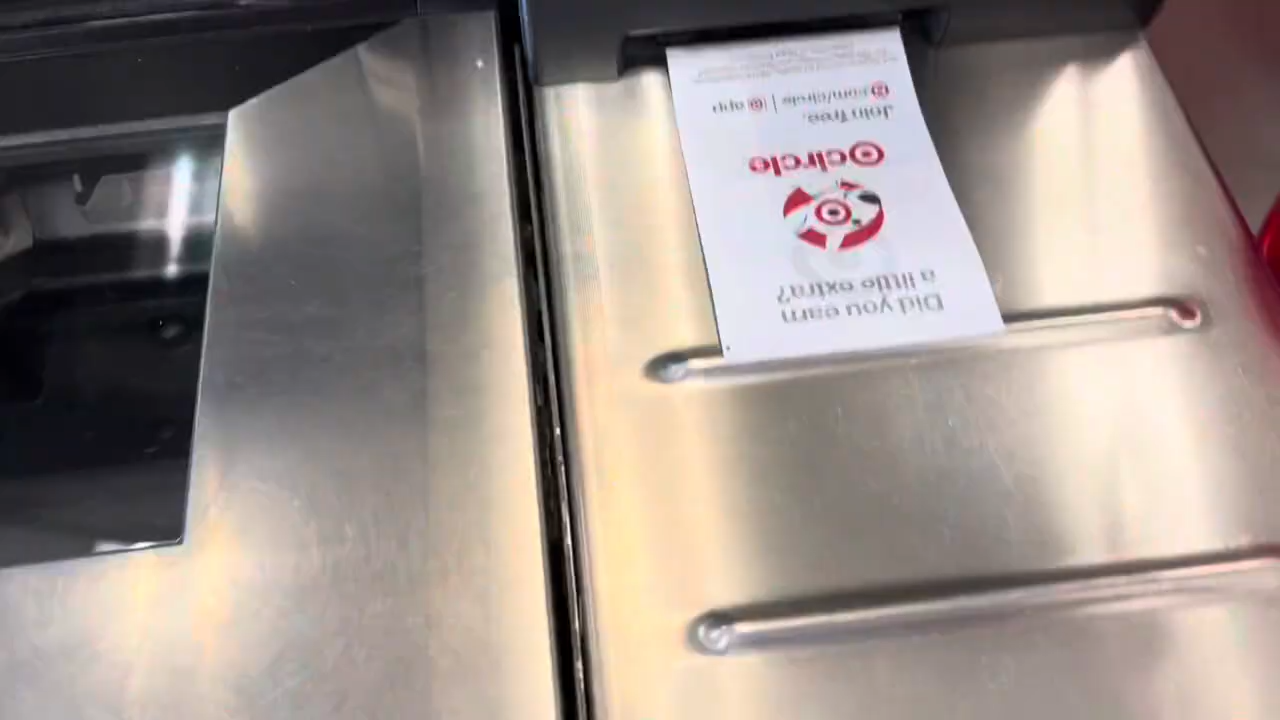 Did you earn
a little extra?
circle
Join free.
.com/circle | app